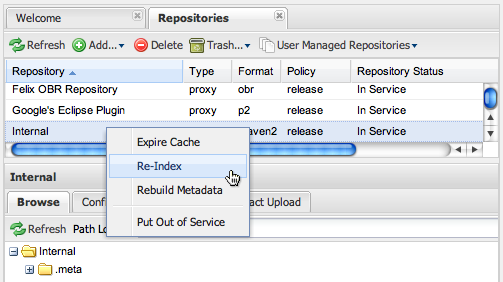 Welcome Repositories
Refresh Add... Delete Trash... User Managed Repositories
Repository Type Format Policy Repository Status
Felix OBR Repository proxy obr release In Service
Google's Eclipse Plugin proxy p2 release In Service
Internal aven2 release In Service
Expire Cache
Re-Index
Rebuild Metadata
Put Out of Service
Internal
Browse Conf act Upload
Refresh Path Lo
Internal
.meta